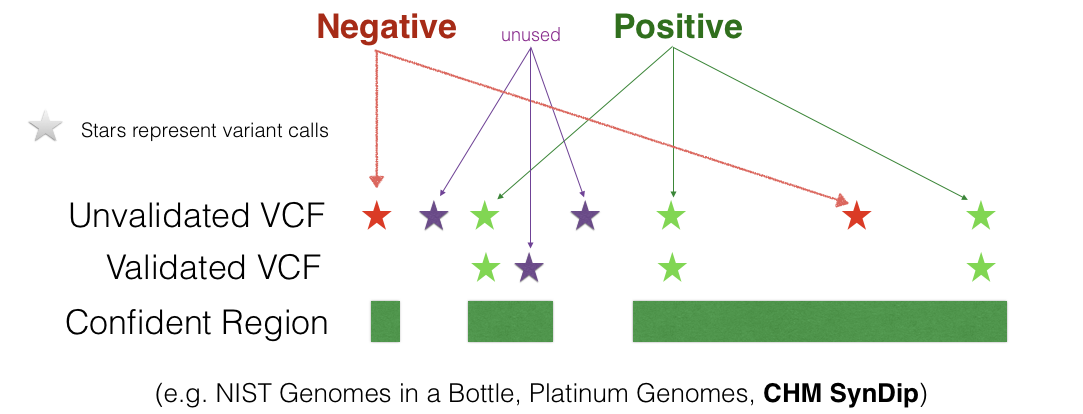 Negative
unused
Positive
Stars represent variant calls
Unvalidated VCF
Validated VCF
Confident Region
(e.g. NIST Genomes in a Bottle, Platinum Genomes, CHM SynDip)